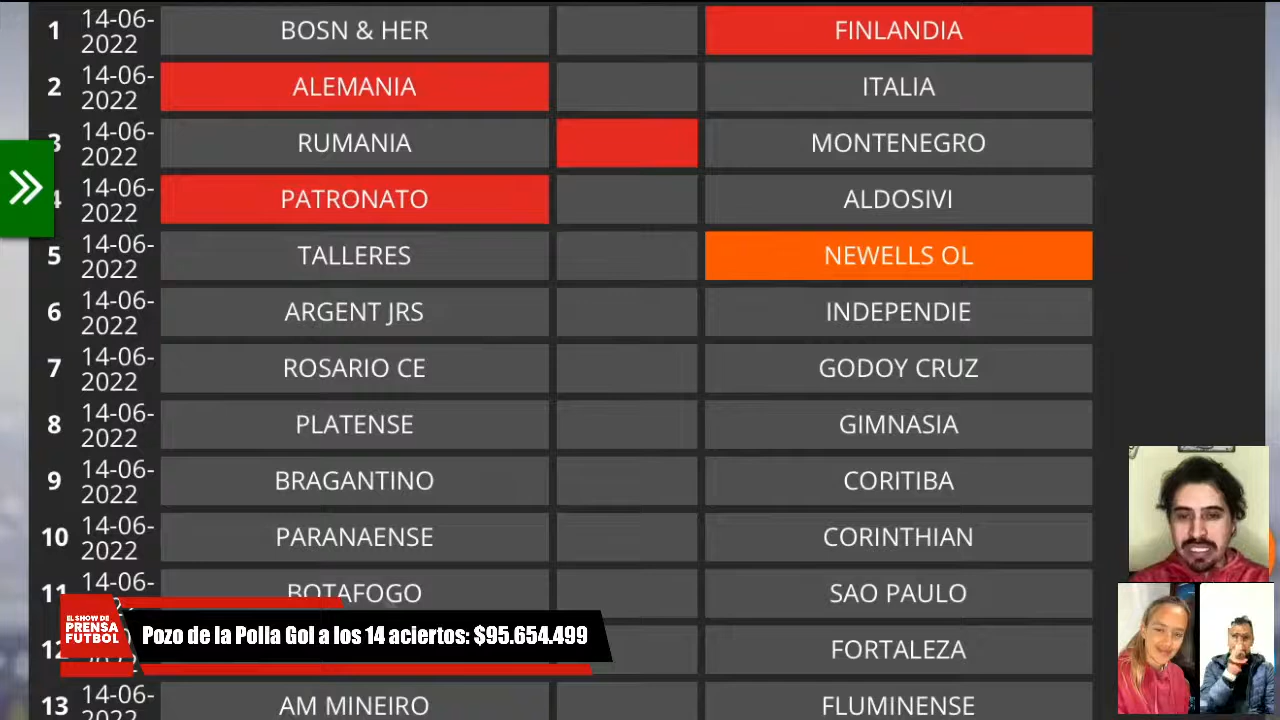 1 14-06-2022 BOSN & HER FINLANDIA
2 14-06-2022 ALEMANIA ITALIA
3 14-06-2022 RUMANIA MONTENEGRO
4 14-06-2022 PATRONATO ALDOSIVI
5 14-06-2022 TALLERES NEWELLS OL
6 14-06-2022 ARGENT JRS INDEPENDIE
7 14-06-2022 ROSARIO CE GODOY CRUZ
8 14-06-2022 PLATENSE GIMNASIA
9 14-06-2022 BRAGANTINO CORITIBA
10 14-06-2022 PARANAENSE CORINTHIAN
11 14-06- BOTAFOGO SAO PAULO
12 FORTALEZA
13 14-06-2022 AM MINEIRO FLUMINENSE
EL SHOW DE
PRENSA
FUTBOL
Pozo de la Polla Gol a los 14 aciertos: $95.654.499